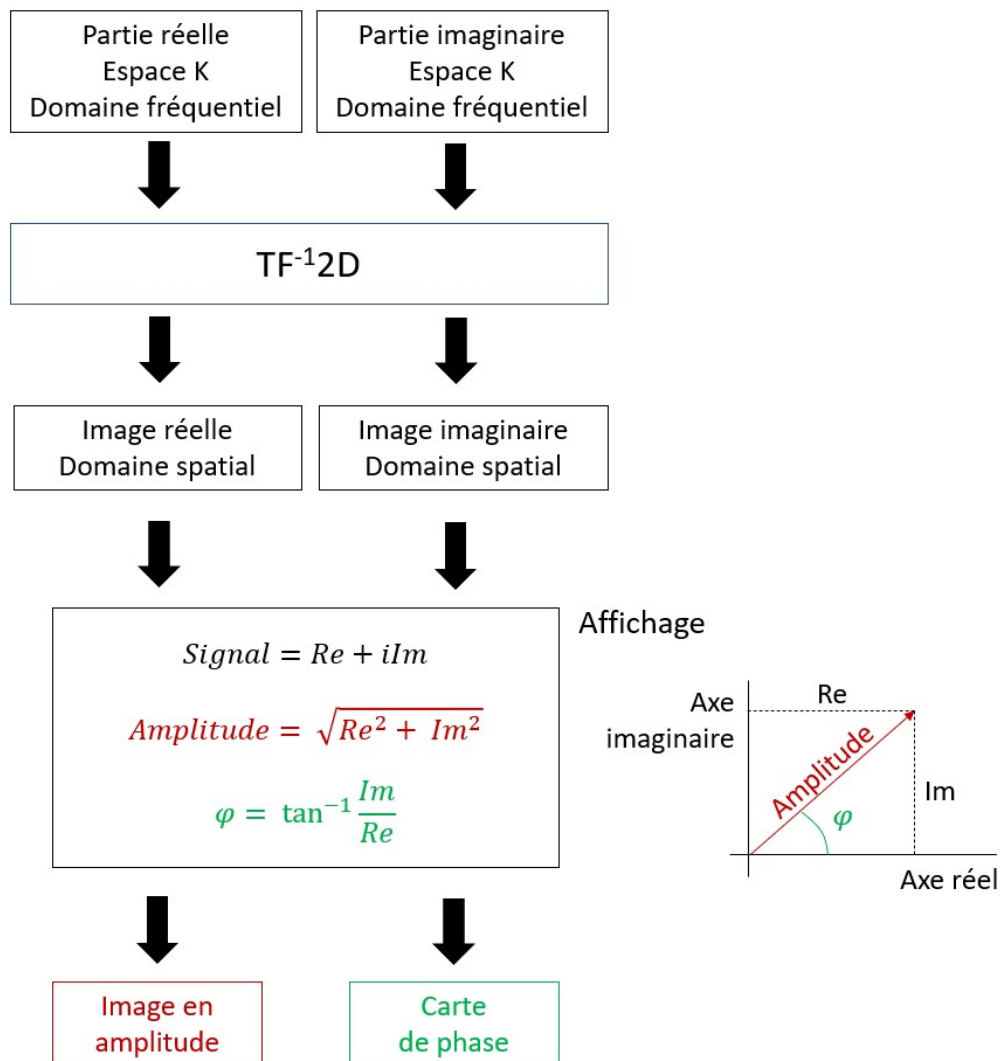 Partie réelle
Espace K
Domaine fréquentiel
Partie imaginaire
Espace K
Domaine fréquentiel
TF⁻¹2D
Image réelle
Domaine spatial
Image imaginaire
Domaine spatial
Affichage
Signal = Re + iIm
Amplitude = √(Re² + Im²)
φ = tan⁻¹ Im/Re
Axe
imaginaire
Re
Amplitude
φ
Im
Axe réel
Image en
amplitude
Carte
de phase